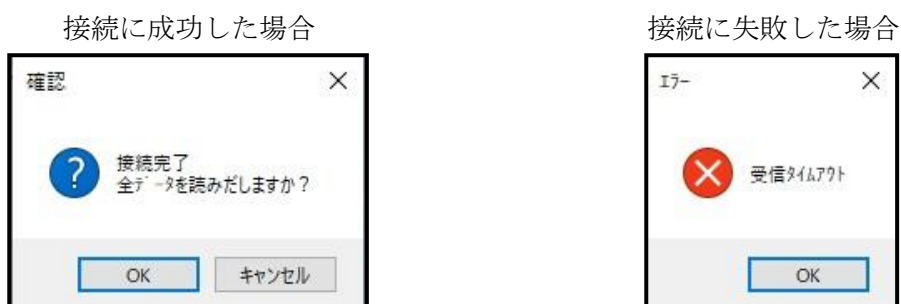 接続に成功した場合
確認
接続完了
全ﾃﾞｰﾀを読みだしますか？
OK
キャンセル
接続に失敗した場合
ｴﾗｰ
受信ﾀｲﾑｱｳﾄ
OK